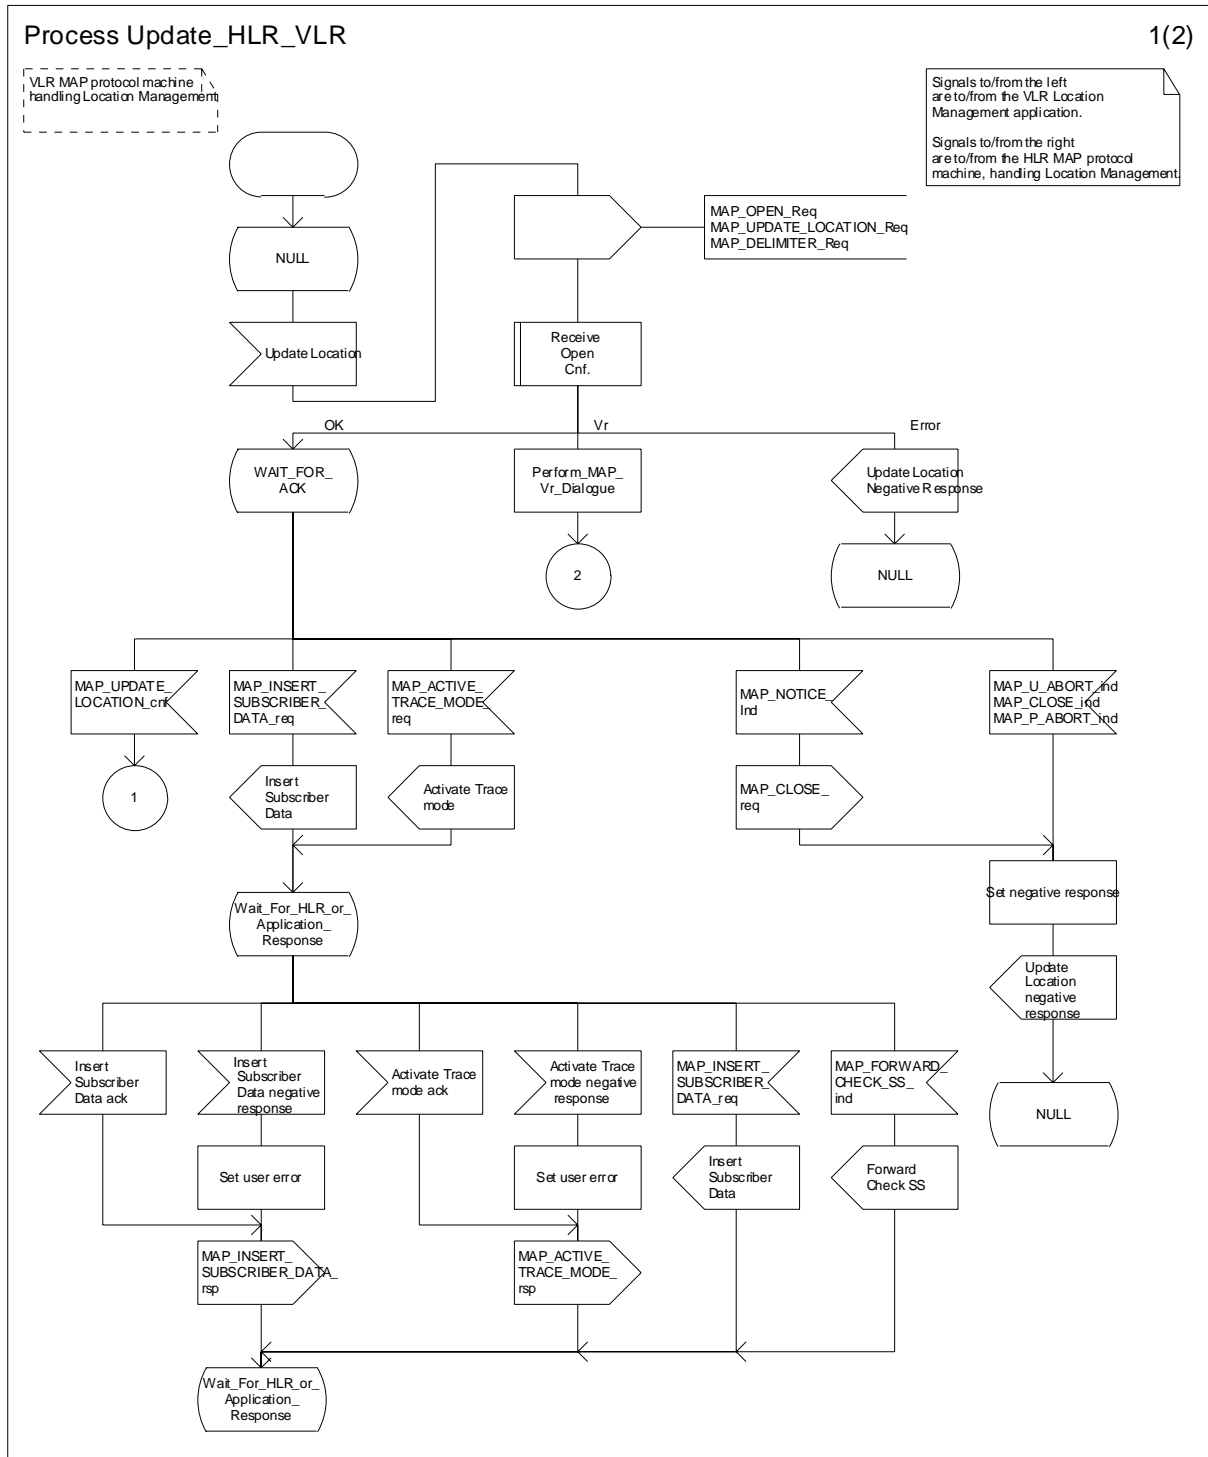 Process Update_HLR_VLR
1(2)
VLR MAP protocol machine
handling Location Management
Signals to/from the left
are to/from the VLR Location
Management application.
Signals to/from the right
are to/from the HLR MAP protocol
machine, handling Location Management.
MAP_OPEN_Req
MAP_UPDATE_LOCATION_Req
MAP_DELIMITER_Req
NULL
Update Location
Receive
Open
Cnf.
OK
Vr
Error
WAIT_FOR_
ACK
Perform_MAP_
Vr_Dialogue
Update Location
Negative Response
2
NULL
MAP_UPDATE_
LOCATION_cnf
MAP_INSERT_
SUBSCRIBER_
DATA_req
MAP_ACTIVE_
TRACE_MODE_
req
MAP_NOTICE_
Ind
MAP_U_ABORT_ind
MAP_CLOSE_ind
MAP_P_ABORT_ind
1
Insert
Subscriber
Data
Activate Trace
mode
MAP_CLOSE_
req
Set negative response
Wait_For_HLR_or_
Application_
Response
Update
Location
negative
response
Insert
Subscriber
Data ack
Insert
Subscriber
Data negative
response
Activate Trace
mode ack
Activate Trace
mode negative
response
MAP_INSERT_
SUBSCRIBER_
DATA_req
MAP_FORWARD_
CHECK_SS_
ind
NULL
Set user error
Set user error
Insert
Subscriber
Data
Forward
Check SS
MAP_INSERT_
SUBSCRIBER_DATA_
rsp
MAP_ACTIVE_
TRACE_MODE_
rsp
Wait_For_HLR_or_
Application_
Response